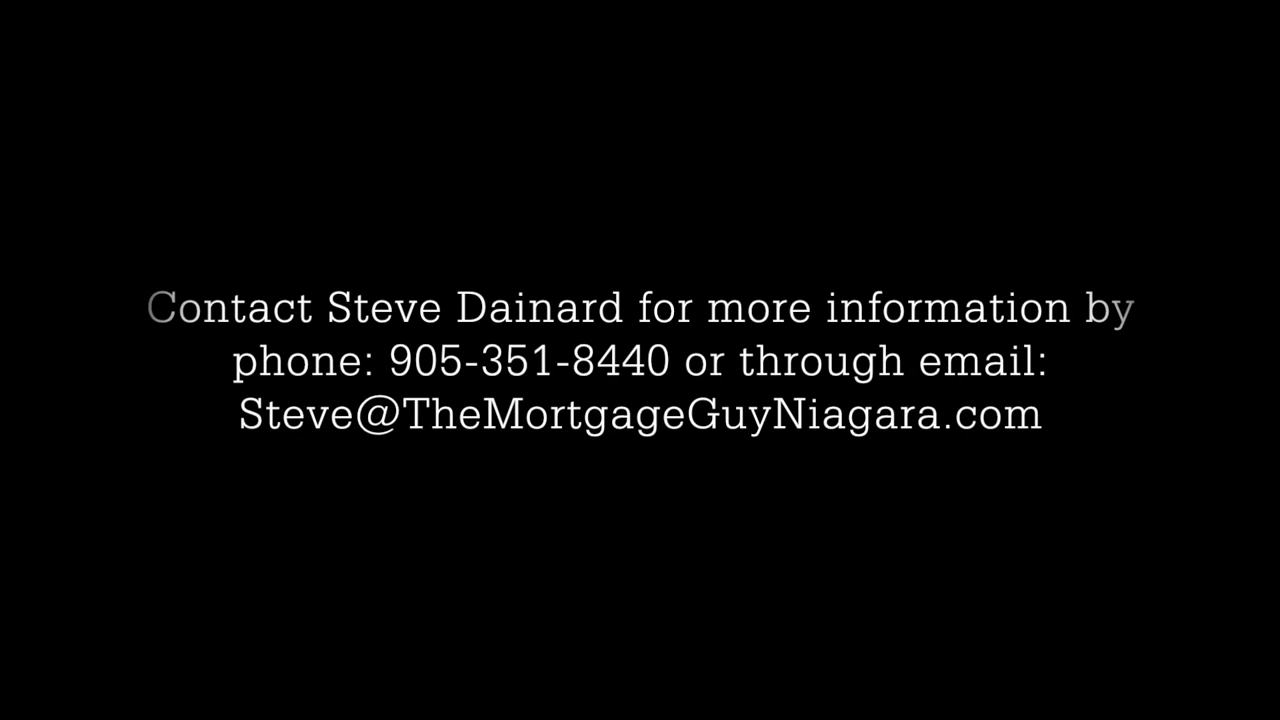 Contact Steve Dainard for more information by
phone: 905-351-8440 or through email:
Steve@TheMortgageGuyNiagara.com